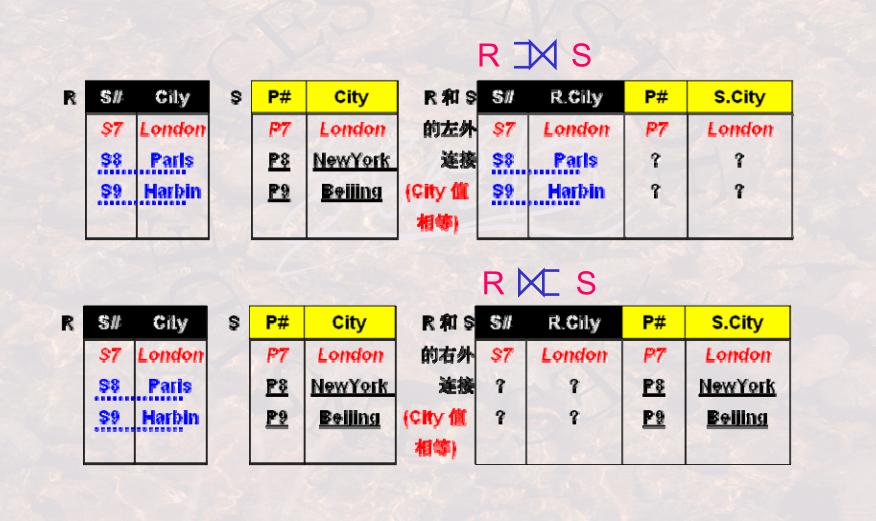 R ⟕ S
R S# City S P# City R 和 S S# R.City P# S.City
S7 London P7 London 的左外 S7 London P7 London
S8 Paris P8 NewYork 连接 S8 Paris ? ?
S9 Harbin P9 Beijing (City 值 S9 Harbin ? ?
相等)
R ⟖ S
R S# City S P# City R 和 S S# R.City P# S.City
S7 London P7 London 的右外 S7 London P7 London
S8 Paris P8 NewYork 连接 ? ? P8 NewYork
S9 Harbin P9 Beijing (City 值 ? ? P9 Beijing
相等)